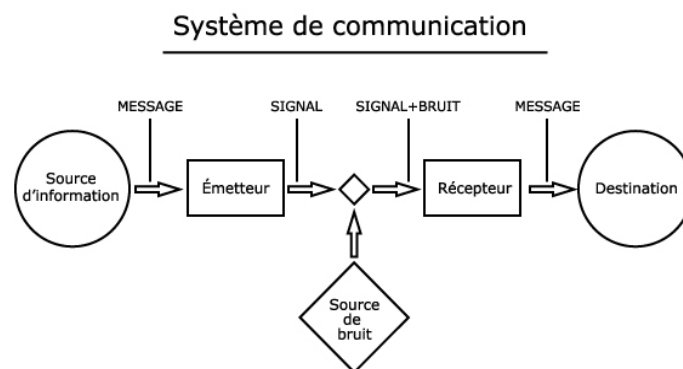 Système de communication
MESSAGE
SIGNAL
SIGNAL+BRUIT
MESSAGE
Source
d'information
Émetteur
Récepteur
Destination
Source
de
bruit